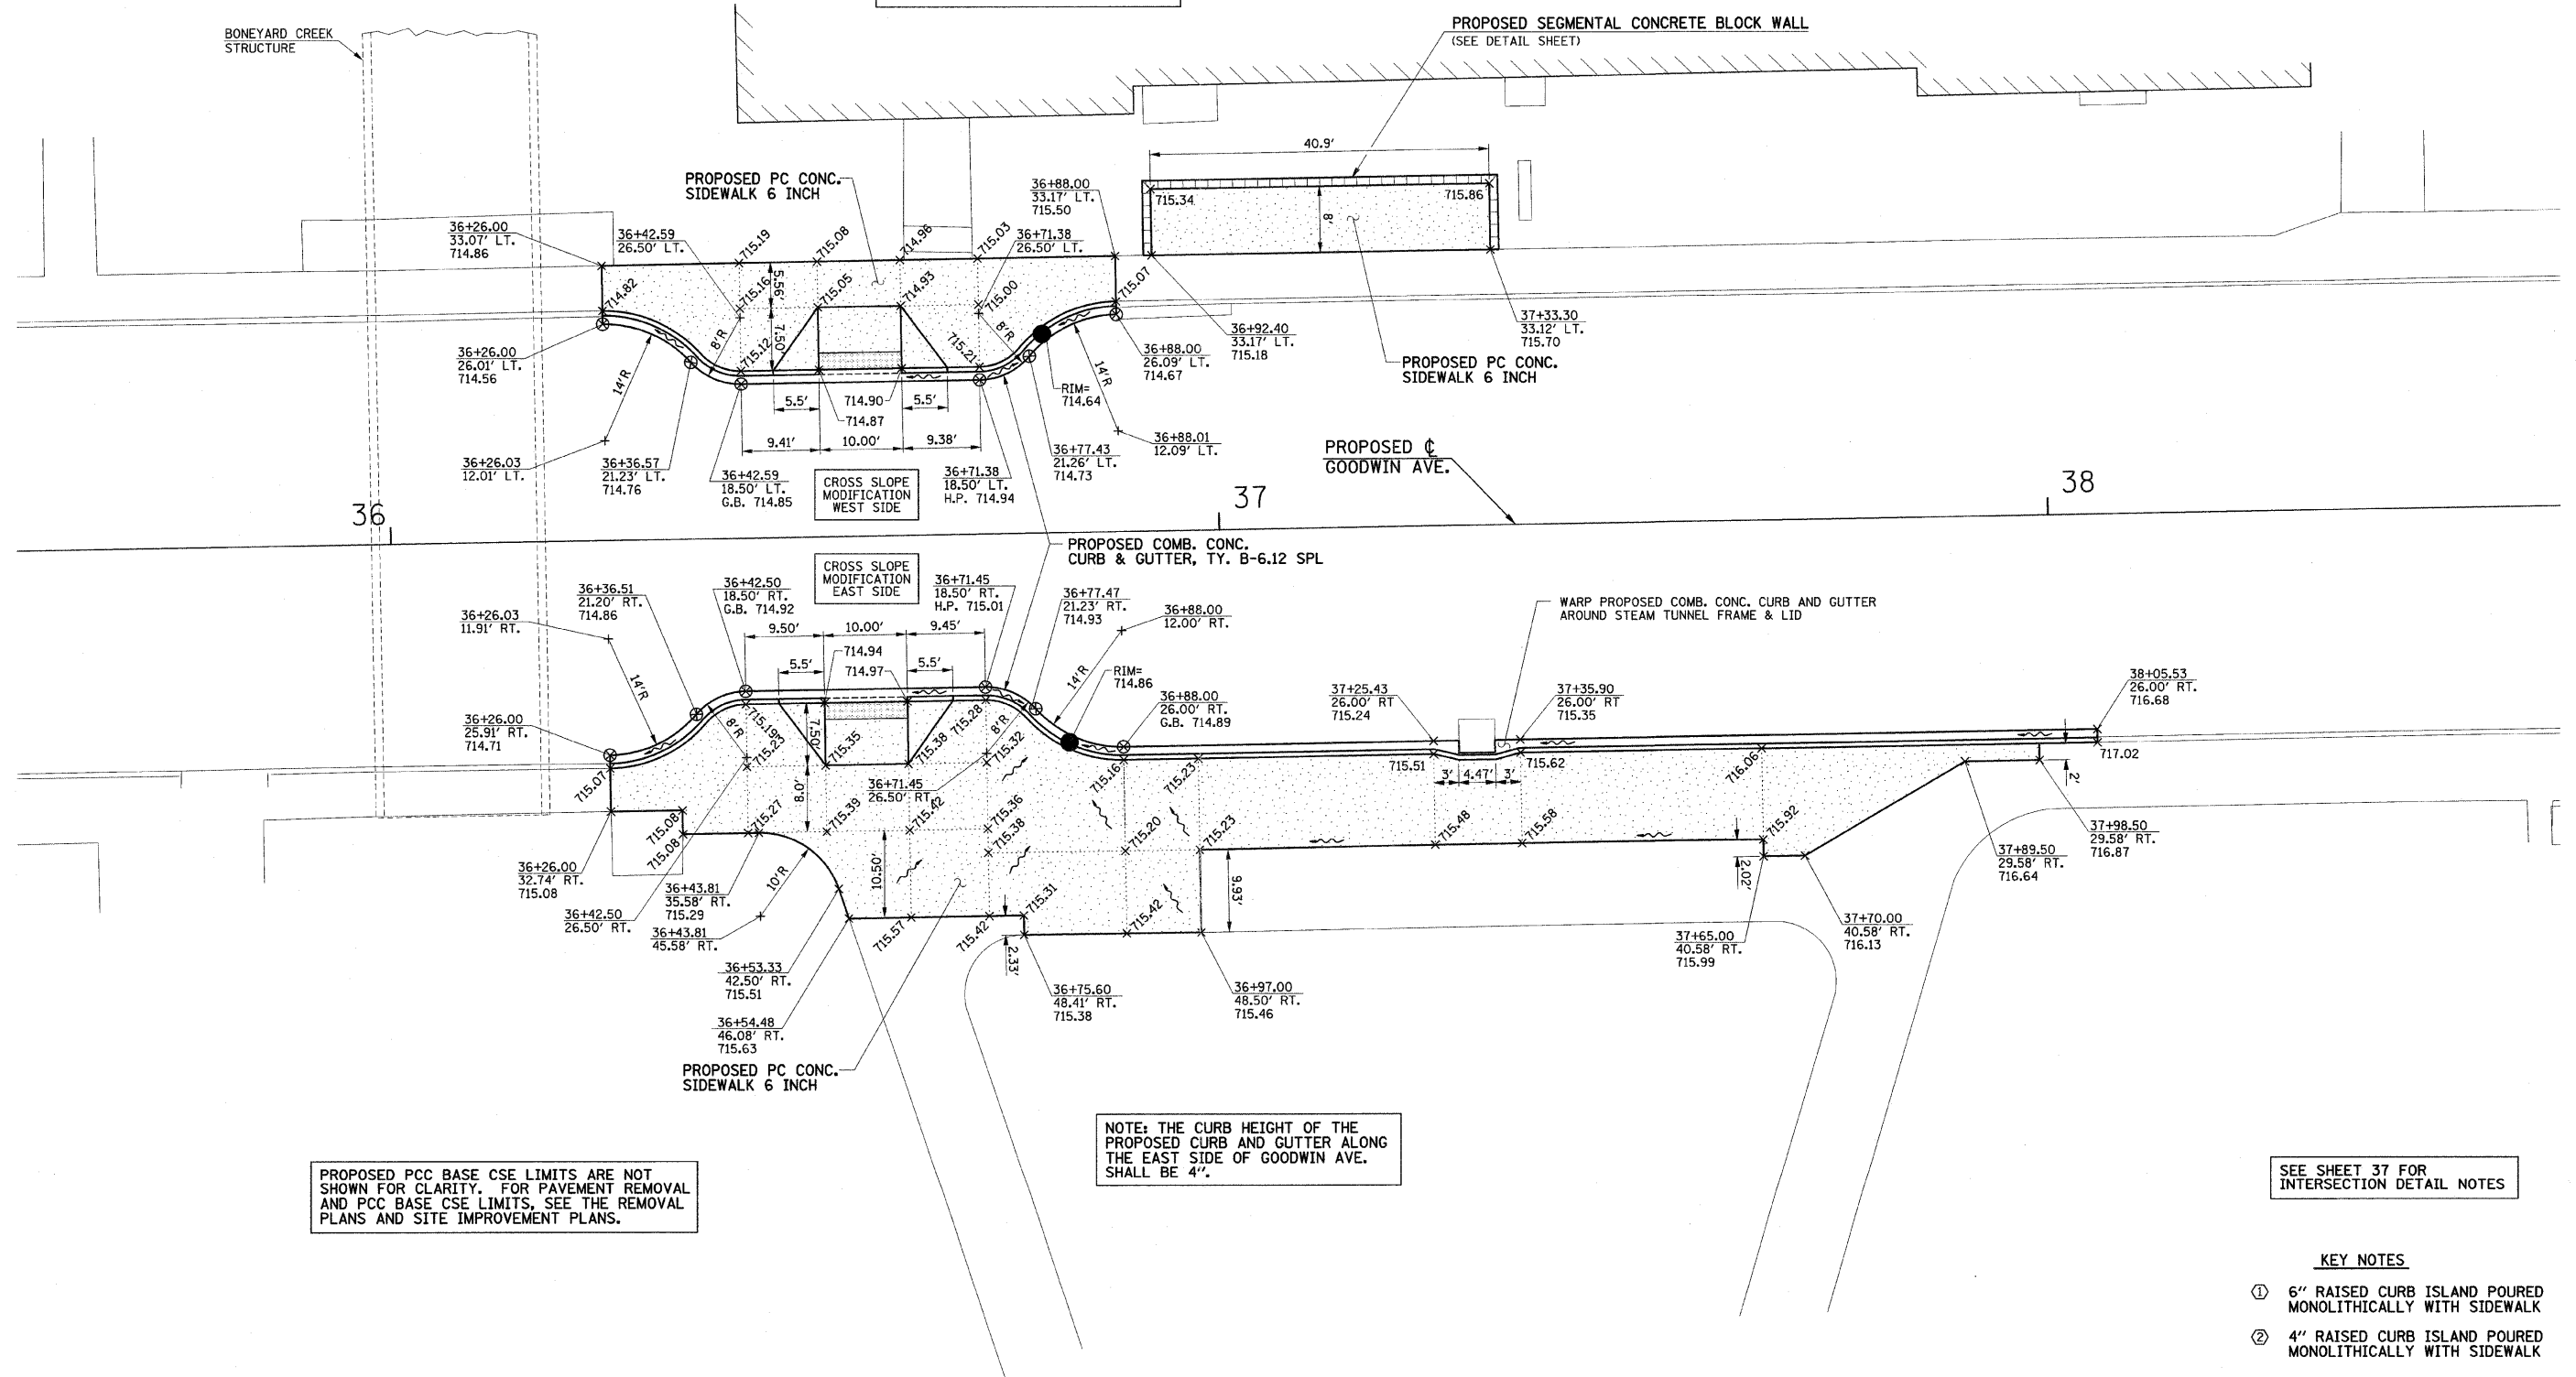 BONEYARD CREEK
STRUCTURE
PROPOSED SEGMENTAL CONCRETE BLOCK WALL
(SEE DETAIL SHEET)
40.9'
715.34
715.86
8'
PROPOSED PC CONC.
SIDEWALK 6 INCH
36+26.00
33.07' LT.
714.86
36+42.59
26.50' LT.
715.19
715.08
714.96
715.03
36+88.00
33.17' LT.
715.50
36+71.38
26.50' LT.
714.82
715.16
5.56'
715.05
714.93
715.00
715.07
7.50'
8'R
715.12
715.21
8'R
36+26.00
26.01' LT.
714.56
14'R
5.5'
714.90
714.87
5.5'
RIM=
714.64
14'R
36+88.00
26.09' LT.
714.67
36+92.40
33.17' LT.
715.18
37+33.30
33.12' LT.
715.70
PROPOSED PC CONC.
SIDEWALK 6 INCH
9.41'
10.00'
9.38'
36+26.03
12.01' LT.
36+36.57
21.23' LT.
714.76
36+42.59
18.50' LT.
G.B. 714.85
CROSS SLOPE
MODIFICATION
WEST SIDE
36+71.38
18.50' LT.
H.P. 714.94
36+77.43
21.26' LT.
714.73
36+88.01
12.09' LT.
PROPOSED ℄
GOODWIN AVE.
36
37
38
PROPOSED COMB. CONC.
CURB & GUTTER, TY. B-6.12 SPL
CROSS SLOPE
MODIFICATION
EAST SIDE
36+26.03
11.91' RT.
36+36.51
21.20' RT.
714.86
36+42.50
18.50' RT.
G.B. 714.92
36+71.45
18.50' RT.
H.P. 715.01
36+77.47
21.23' RT.
714.93
36+88.00
12.00' RT.
WARP PROPOSED COMB. CONC. CURB AND GUTTER
AROUND STEAM TUNNEL FRAME & LID
9.50'
10.00'
9.45'
5.5'
714.94
714.97
5.5'
14'R
14'R
RIM=
714.86
36+26.00
25.91' RT.
714.71
36+88.00
26.00' RT.
G.B. 714.89
37+25.43
26.00' RT
715.24
37+35.90
26.00' RT
715.35
38+05.53
26.00' RT.
716.68
8'R
715.19
715.23
7.50'
715.35
715.38
715.28
8'R
715.32
715.07
715.16
715.23
715.51
3'
4.47'
3'
715.62
716.06
717.02
2'
36+71.45
26.50' RT.
8.0'
715.08
715.08
715.27
715.39
715.42
715.36
715.38
715.20
715.23
715.48
715.58
715.92
36+26.00
32.74' RT.
715.08
36+42.50
26.50' RT.
36+43.81
35.58' RT.
715.29
10'R
10.50'
36+43.81
45.58' RT.
715.57
715.42
715.31
2.33'
715.42
9.93'
2.02'
37+98.50
29.58' RT.
716.87
37+89.50
29.58' RT.
716.64
37+70.00
40.58' RT.
716.13
37+65.00
40.58' RT.
715.99
36+53.33
42.50' RT.
715.51
36+54.48
46.08' RT.
715.63
36+75.60
48.41' RT.
715.38
36+97.00
48.50' RT.
715.46
PROPOSED PC CONC.
SIDEWALK 6 INCH
NOTE: THE CURB HEIGHT OF THE
PROPOSED CURB AND GUTTER ALONG
THE EAST SIDE OF GOODWIN AVE.
SHALL BE 4".
PROPOSED PCC BASE CSE LIMITS ARE NOT
SHOWN FOR CLARITY. FOR PAVEMENT REMOVAL
AND PCC BASE CSE LIMITS, SEE THE REMOVAL
PLANS AND SITE IMPROVEMENT PLANS.
SEE SHEET 37 FOR
INTERSECTION DETAIL NOTES
KEY NOTES
1 6" RAISED CURB ISLAND POURED
MONOLITHICALLY WITH SIDEWALK
2 4" RAISED CURB ISLAND POURED
MONOLITHICALLY WITH SIDEWALK